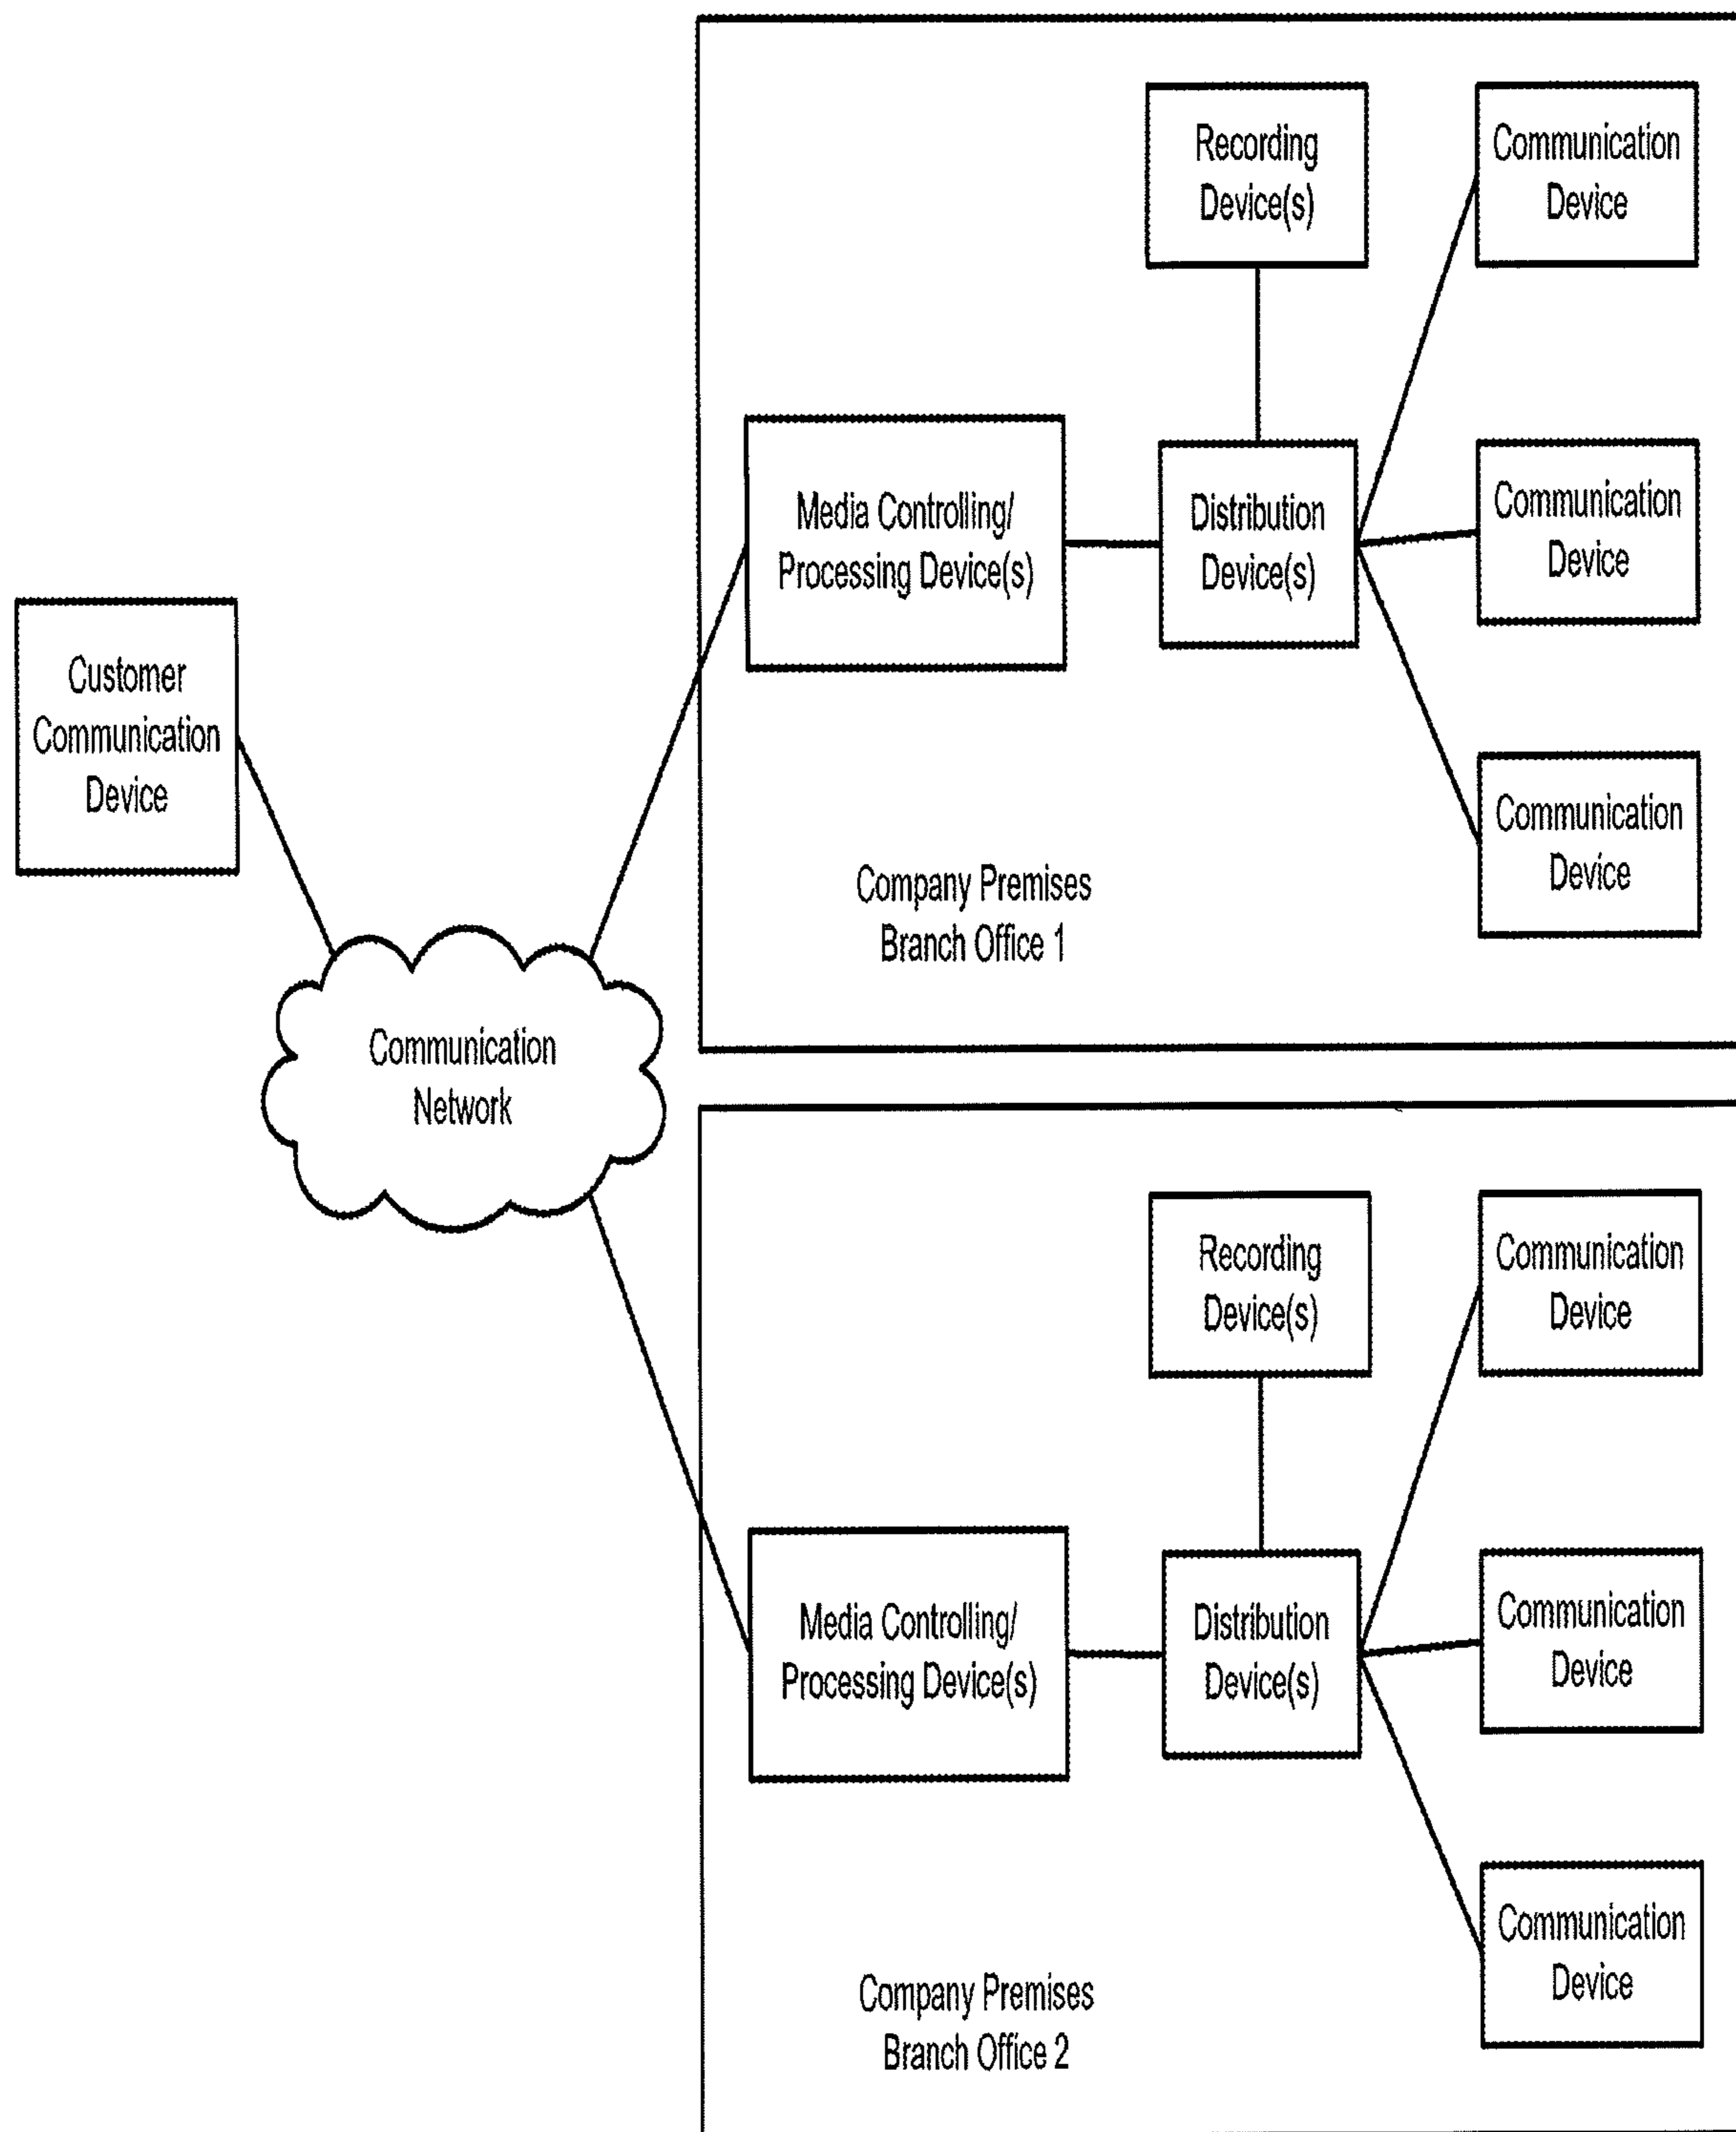 Recording
Device(s)
Communication
Device
Media Controlling/
Processing Device(s)
Distribution
Device(s)
Communication
Device
Communication
Device
Company Premises
Branch Office 1
Customer
Communication
Device
Communication
Network
Recording
Device(s)
Communication
Device
Media Controlling/
Processing Device(s)
Distribution
Device(s)
Communication
Device
Communication
Device
Company Premises
Branch Office 2